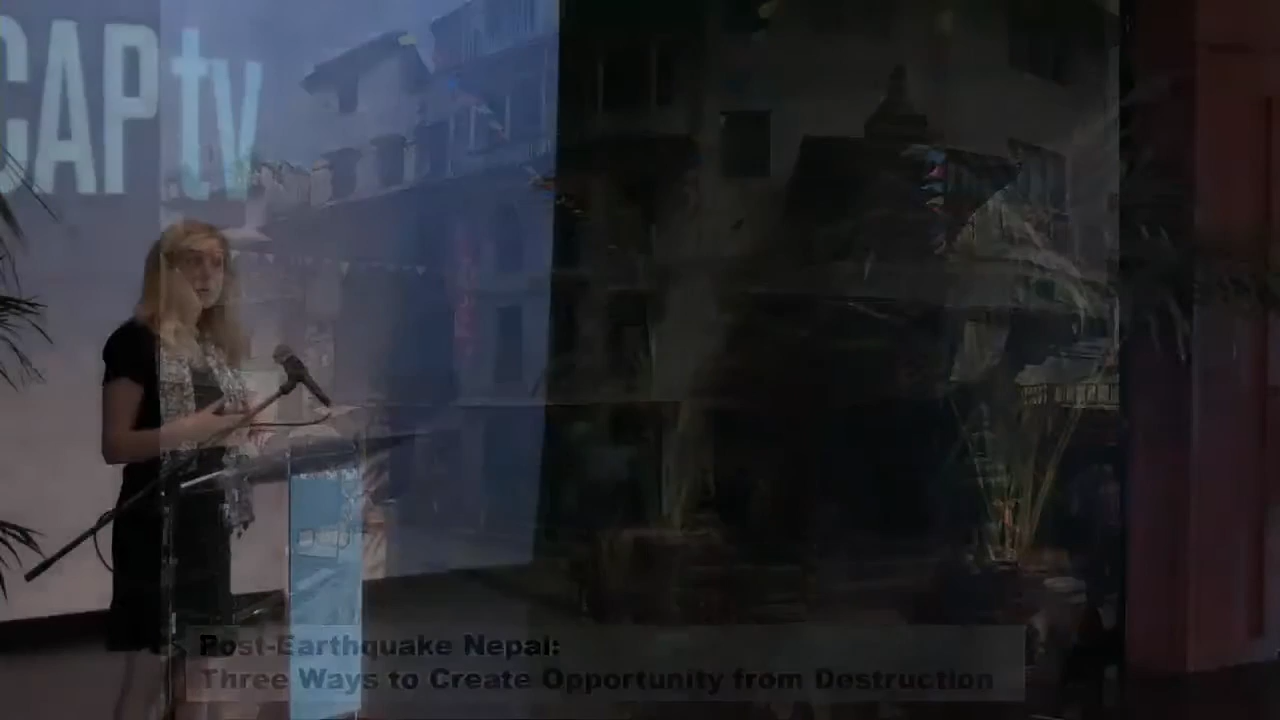 CAPtv
Post-Earthquake Nepal:
Three Ways to Create Opportunity from Destruction